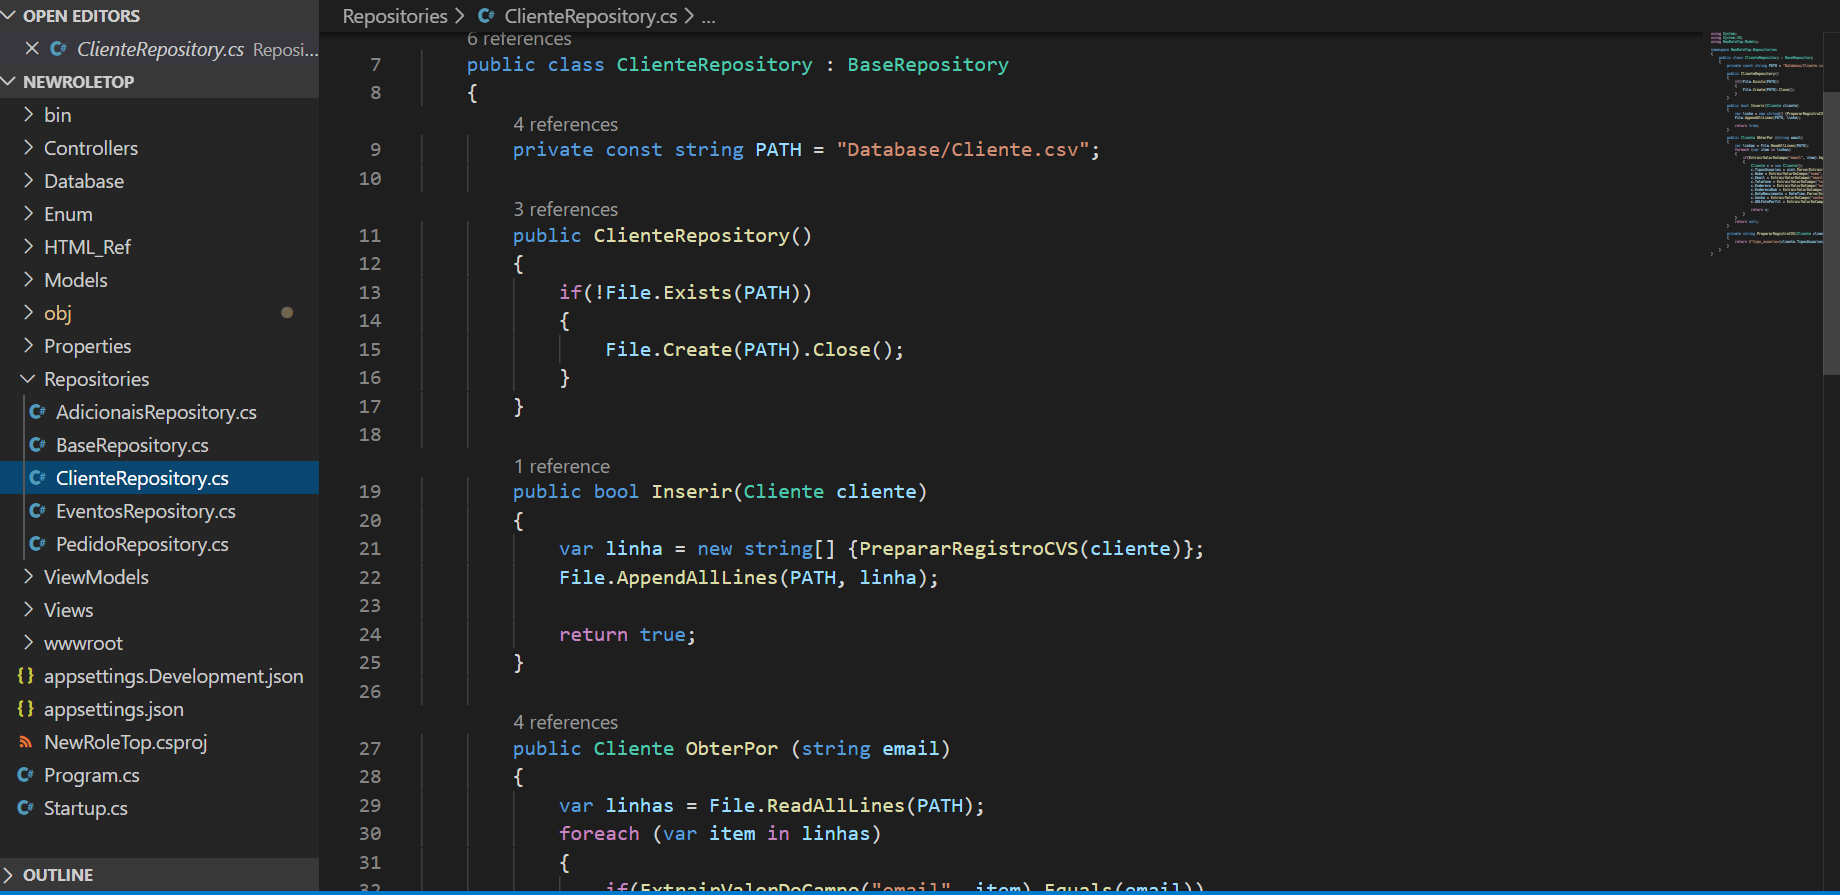 OPEN EDITORS
ClienteRepository.cs Reposi...
NEWROLETOP
bin
Controllers
Database
Enum
HTML_Ref
Models
obj
Properties
Repositories
AdicionaisRepository.cs
BaseRepository.cs
ClienteRepository.cs
EventosRepository.cs
PedidoRepository.cs
ViewModels
Views
wwwroot
appsettings.Development.json
appsettings.json
NewRoleTop.csproj
Program.cs
Startup.cs
OUTLINE
Repositories > ClienteRepository.cs > ...
6 references
7 public class ClienteRepository : BaseRepository
8 {
4 references
9 private const string PATH = "Database/Cliente.csv";
10
3 references
11 public ClienteRepository()
12 {
13 if(!File.Exists(PATH))
14 {
15 File.Create(PATH).Close();
16 }
17 }
18
1 reference
19 public bool Inserir(Cliente cliente)
20 {
21 var linha = new string[] {PrepararRegistroCVS(cliente)};
22 File.AppendAllLines(PATH, linha);
23
24 return true;
25 }
26
4 references
27 public Cliente ObterPor (string email)
28 {
29 var linhas = File.ReadAllLines(PATH);
30 foreach (var item in linhas)
31 {
32 if(ExtrairValorDoCampo("email", item).Equals(email))